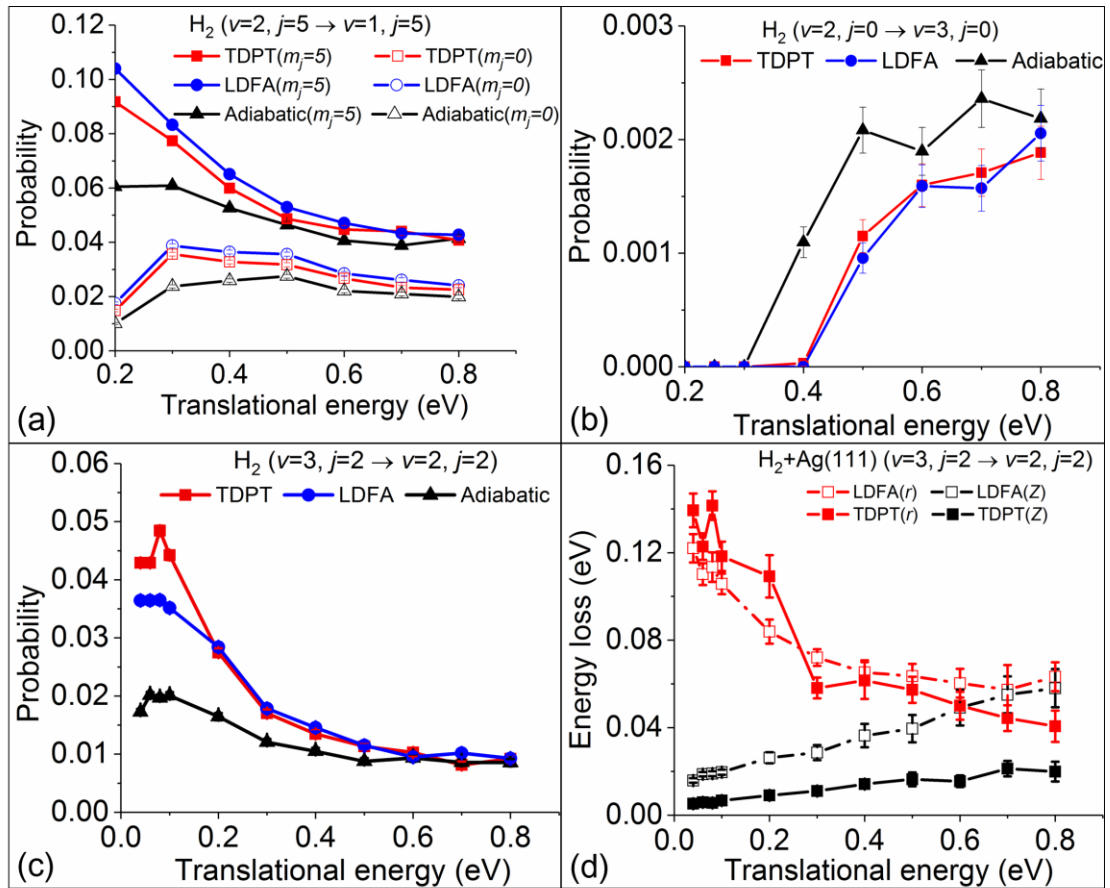 H₂ (v=2, j=5 → v=1, j=5)
TDPT(mⱼ=5) TDPT(mⱼ=0)
LDFA(mⱼ=5) LDFA(mⱼ=0)
Adiabatic(mⱼ=5) Adiabatic(mⱼ=0)
0.12
0.10
0.08
0.06
0.04
0.02
0.00
Probability
0.2 0.4 0.6 0.8
Translational energy (eV)
(a)
H₂ (v=2, j=0 → v=3, j=0)
TDPT LDFA Adiabatic
0.003
0.002
0.001
0.000
Probability
0.2 0.4 0.6 0.8
Translational energy (eV)
(b)
H₂ (v=3, j=2 → v=2, j=2)
TDPT LDFA Adiabatic
0.06
0.05
0.04
0.03
0.02
0.01
0.00
Probability
0.0 0.2 0.4 0.6 0.8
Translational energy (eV)
(c)
H₂+Ag(111) (v=3, j=2 → v=2, j=2)
LDFA(r) LDFA(Z)
TDPT(r) TDPT(Z)
0.16
0.12
0.08
0.04
0.00
Energy loss (eV)
0.0 0.2 0.4 0.6 0.8
Translational energy (eV)
(d)